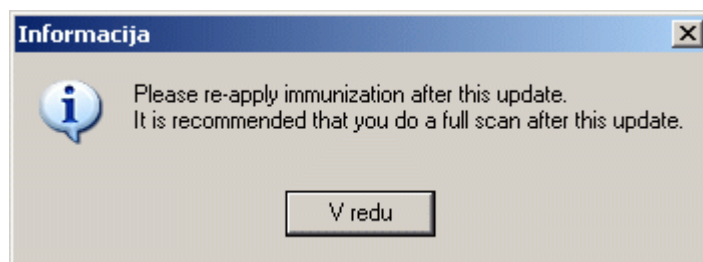 Informacija
Please re-apply immunization after this update.
It is recommended that you do a full scan after this update.
V redu